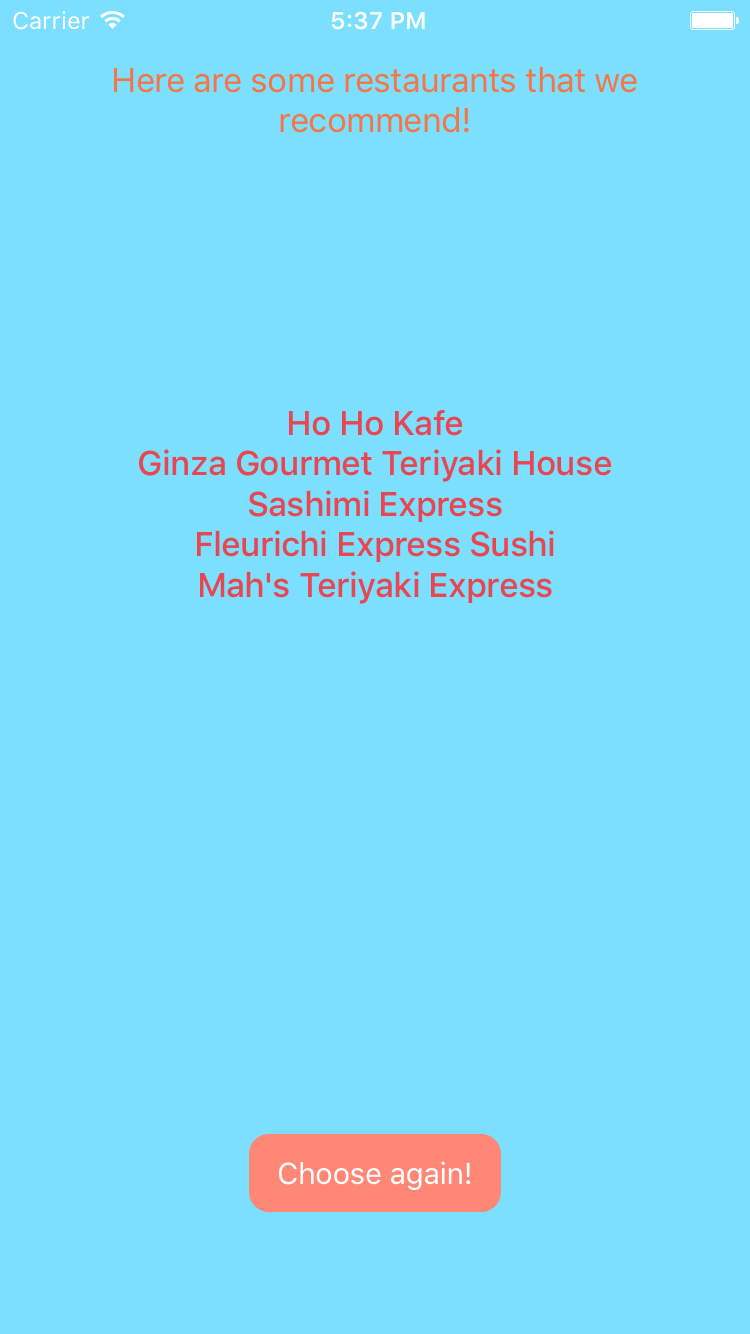 Carrier 5:37 PM
Here are some restaurants that we
recommend!
Ho Ho Kafe
Ginza Gourmet Teriyaki House
Sashimi Express
Fleurichi Express Sushi
Mah's Teriyaki Express
Choose again!